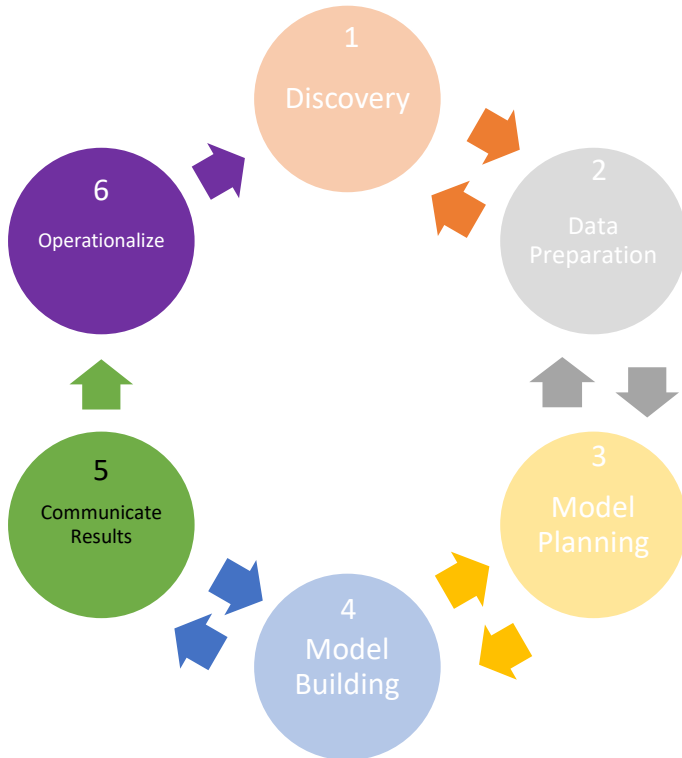 1
Discovery
2
Data
Preparation
3
Model
Planning
4
Model
Building
5
Communicate
Results
6
Operationalize